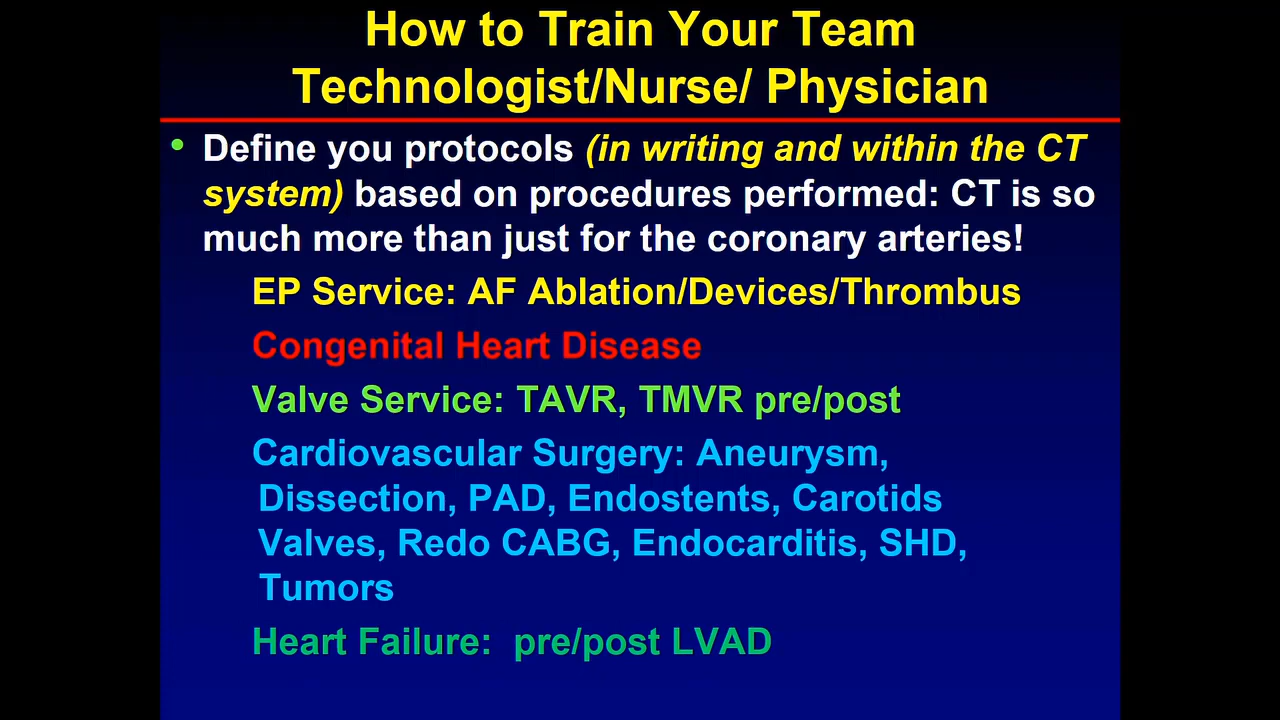 How to Train Your Team
Technologist/Nurse/ Physician
• Define you protocols (in writing and within the CT
system) based on procedures performed: CT is so
much more than just for the coronary arteries!
EP Service: AF Ablation/Devices/Thrombus
Congenital Heart Disease
Valve Service: TAVR, TMVR pre/post
Cardiovascular Surgery: Aneurysm,
Dissection, PAD, Endostents, Carotids
Valves, Redo CABG, Endocarditis, SHD,
Tumors
Heart Failure:  pre/post LVAD